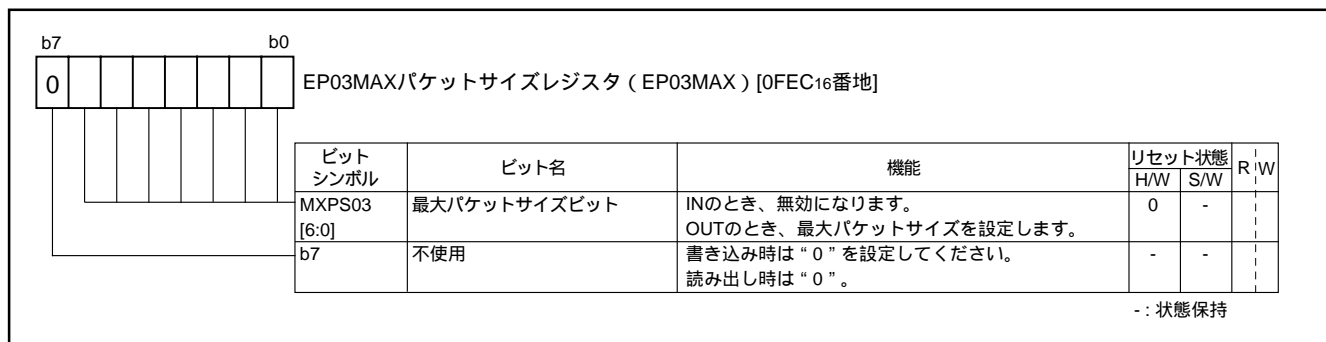 b7 b0
0 EP03MAXパケットサイズレジスタ（EP03MAX）[0FEC16番地]
ビットシンボル ビット名 機能 リセット状態 H/W S/W R W
MXPS03 [6:0] 最大パケットサイズビット INのとき、無効になります。 0 -
OUTのとき、最大パケットサイズを設定します。
b7 不使用 書き込み時は“0”を設定してください。 - -
読み出し時は“0”。
- : 状態保持